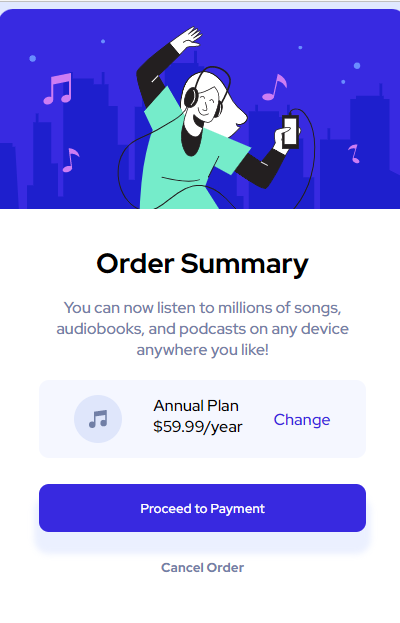 Order Summary
You can now listen to millions of songs,
audiobooks, and podcasts on any device
anywhere you like!
Annual Plan
$59.99/year
Change
Proceed to Payment
Cancel Order